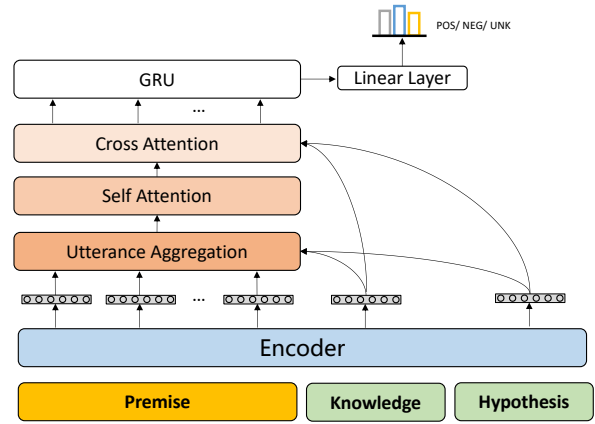 POS/ NEG/ UNK
GRU
Linear Layer
...
Cross Attention
Self Attention
Utterance Aggregation
...
Encoder
Premise
Knowledge
Hypothesis